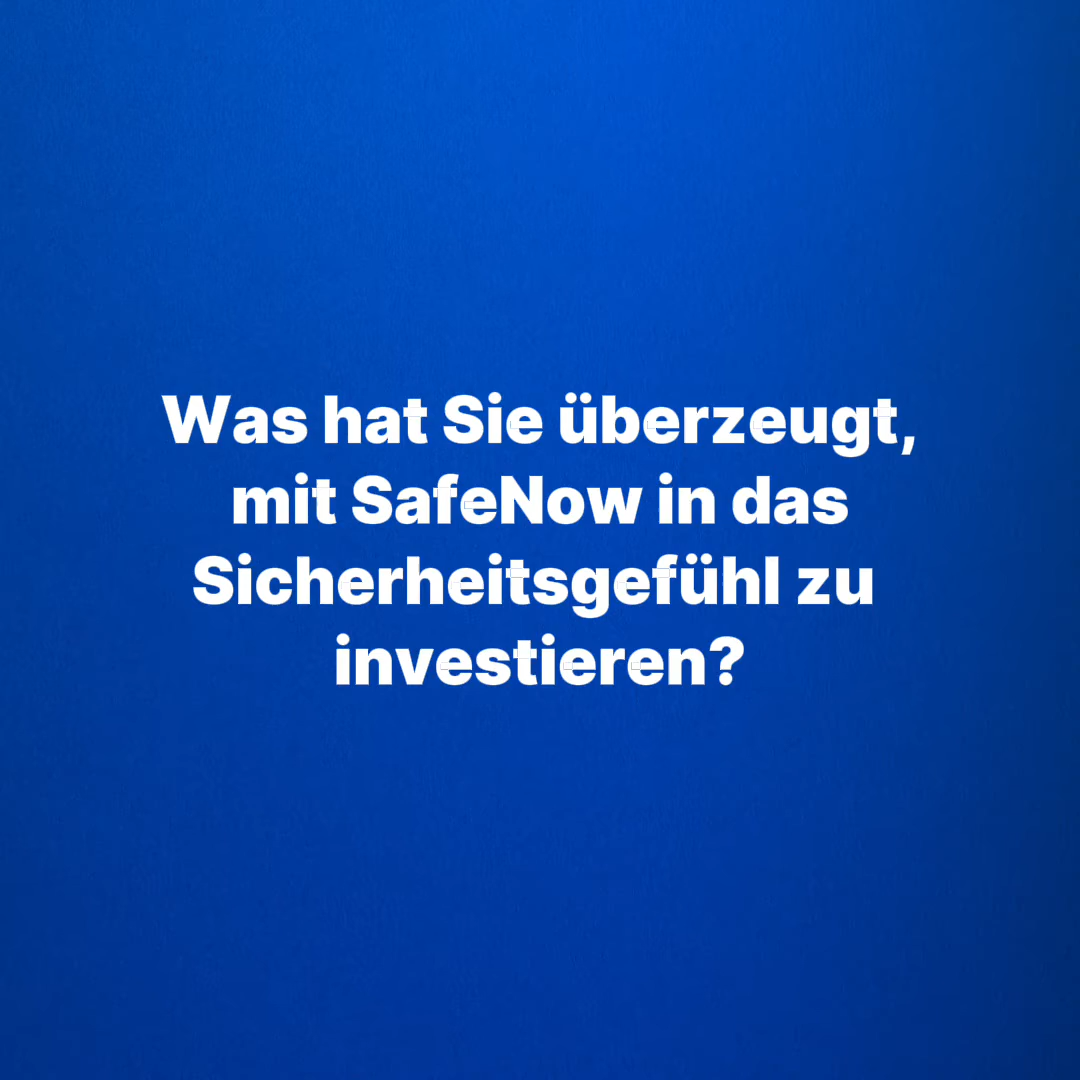 Was hat Sie überzeugt,
mit SafeNow in das
Sicherheitsgefühl zu
investieren?